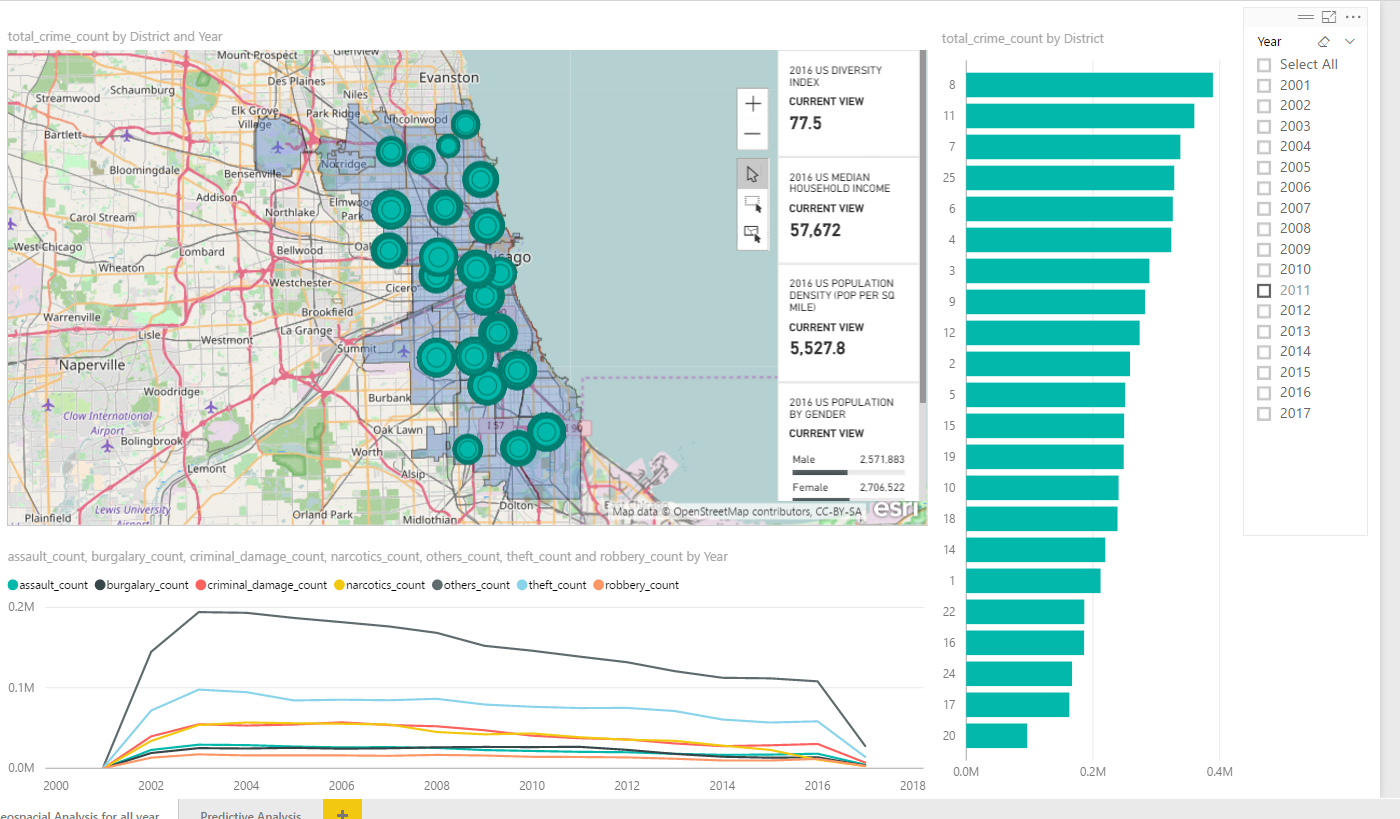 total_crime_count by District and Year
Mount Prospect
Glenview
Evanston
Des Plaines
Schaumburg
Streamwood
Niles
Elk Grove
Village
Park Ridge
Lincolnwood
Bartlett
Norridge
Bensenville
Bloomingdale
Addison
Elmwood
Park
Northlake
Carol Stream
West Chicago
Lombard
Bellwood
Wheaton
Westchester
Cicero
Brookfield
Warrenville
La Grange
Lisle
Westmont
Summit
Naperville
Woodridge
Burbank
Clow International
Airport
Bolingbrook
Oak Lawn
I 57
I 90
Worth
Lemont
Alsip
Lewis University
Airport
Plainfield
Orland Park
Midlothian
Dolton
2016 US DIVERSITY
INDEX
CURRENT VIEW
77.5
2016 US MEDIAN
HOUSEHOLD INCOME
CURRENT VIEW
57,672
2016 US POPULATION
DENSITY (POP PER SQ
MILE)
CURRENT VIEW
5,527.8
2016 US POPULATION
BY GENDER
CURRENT VIEW
Male 2,571,883
Female 2,706,522
Map data © OpenStreetMap contributors, CC-BY-SA
esri
total_crime_count by District
8
11
7
25
6
4
3
9
12
2
5
15
19
10
18
14
1
22
16
24
17
20
0.0M 0.2M 0.4M
Year
Select All
2001
2002
2003
2004
2005
2006
2007
2008
2009
2010
2011
2012
2013
2014
2015
2016
2017
assault_count, burgalary_count, criminal_damage_count, narcotics_count, others_count, theft_count and robbery_count by Year
assault_count burgalary_count criminal_damage_count narcotics_count others_count theft_count robbery_count
0.2M
0.1M
0.0M
2000 2002 2004 2006 2008 2010 2012 2014 2016 2018
eospacial Analysis for all year
Predictive Analysis